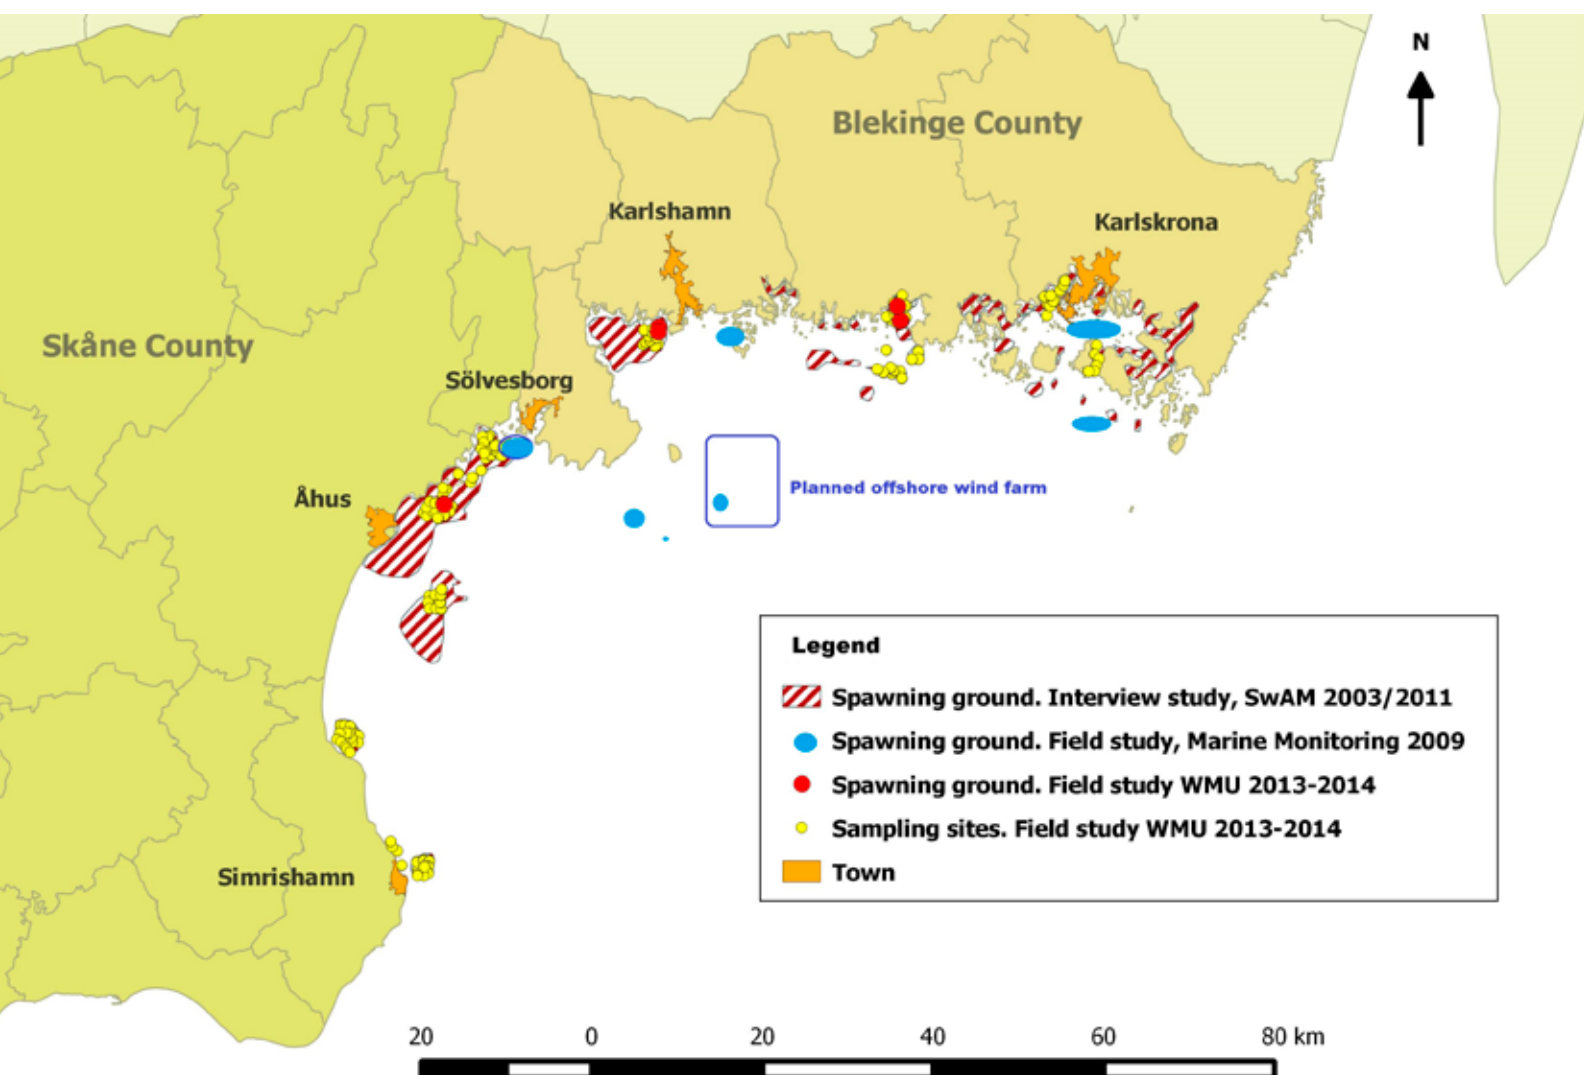 N
Blekinge County
Karlshamn
Karlskrona
Skåne County
Sölvesborg
Åhus
Planned offshore wind farm
Legend
Spawning ground. Interview study, SwAM 2003/2011
Spawning ground. Field study, Marine Monitoring 2009
Spawning ground. Field study WMU 2013-2014
Sampling sites. Field study WMU 2013-2014
Town
Simrishamn
20 0 20 40 60 80 km